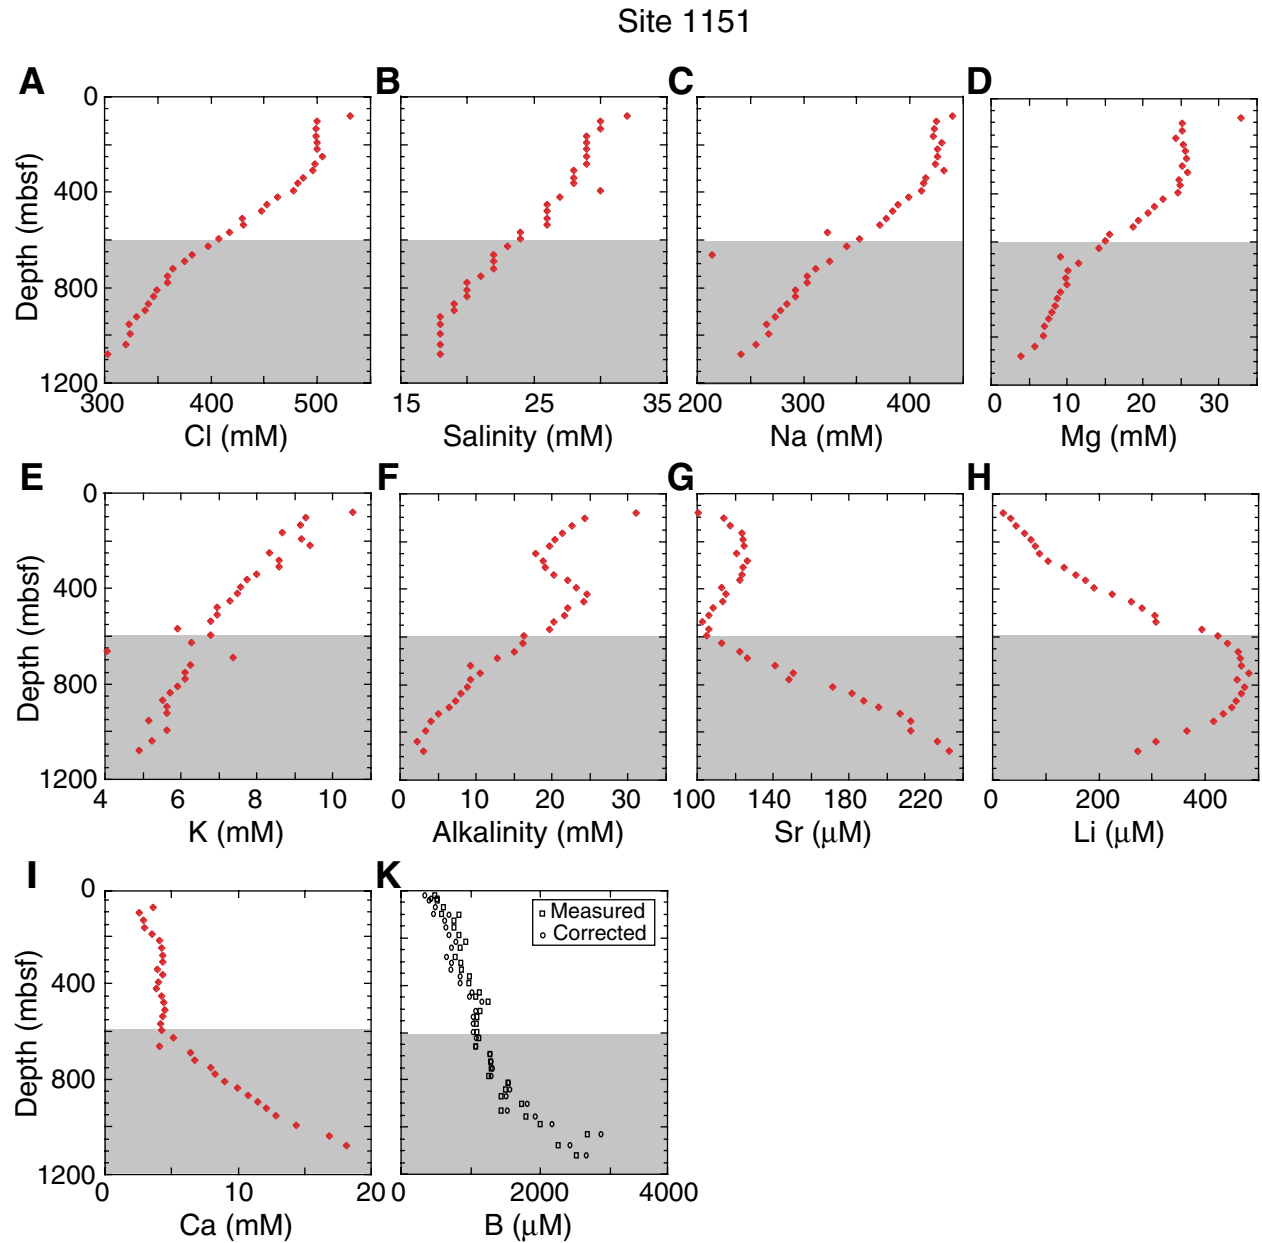 Site 1151
A B C D
0
400
800
1200
Depth (mbsf)
300 400 500
15 25 35
200 300 400
0 10 20 30
Cl (mM)
Salinity (mM)
Na (mM)
Mg (mM)
E F G H
0
400
800
1200
Depth (mbsf)
4 6 8 10
0 10 20 30
100 140 180 220
0 200 400
K (mM)
Alkalinity (mM)
Sr (μM)
Li (μM)
I K
0
400
800
1200
Depth (mbsf)
Measured
Corrected
0 10 20
0 2000 4000
Ca (mM)
B (μM)